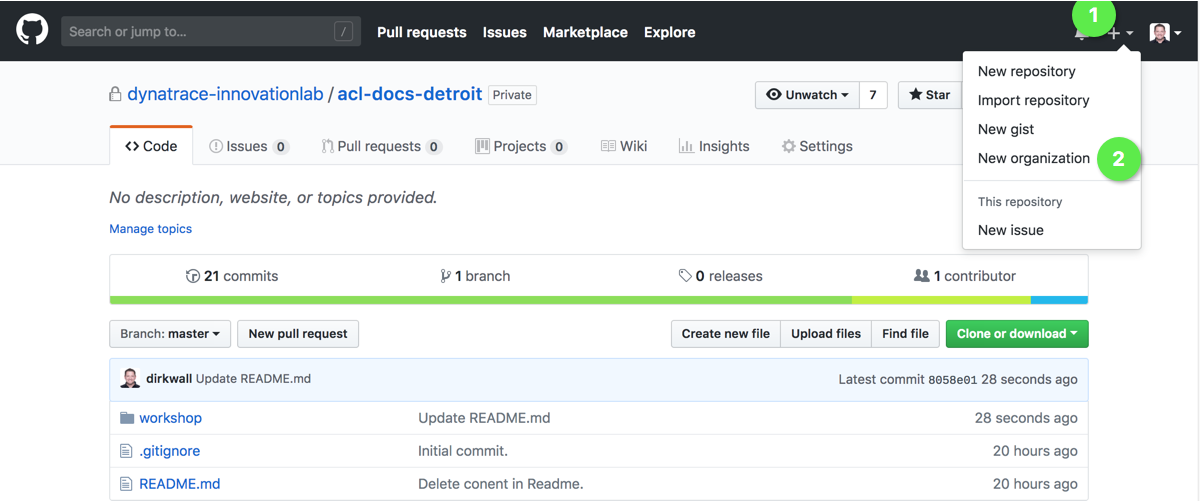 Search or jump to... / Pull requests Issues Marketplace Explore 1
New repository
dynatrace-innovationlab / acl-docs-detroit Private Unwatch 7 Star
Import repository
New gist
Code Issues 0 Pull requests 0 Projects 0 Wiki Insights Settings
New organization 2
No description, website, or topics provided.
This repository
Manage topics
New issue
21 commits 1 branch 0 releases 1 contributor
Branch: master New pull request Create new file Upload files Find file Clone or download
dirkwall Update README.md Latest commit 8058e01 28 seconds ago
workshop Update README.md 28 seconds ago
.gitignore Initial commit. 20 hours ago
README.md Delete conent in Readme. 20 hours ago